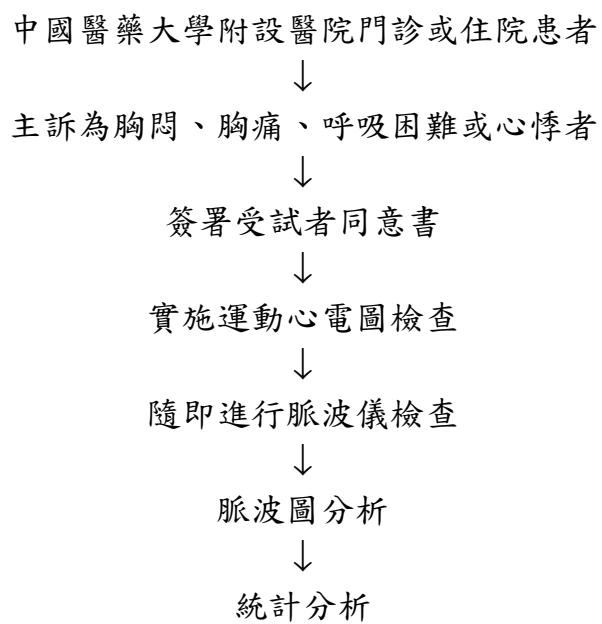 中國醫藥大學附設醫院門診或住院患者
↓
主訴為胸悶、胸痛、呼吸困難或心悸者
↓
簽署受試者同意書
↓
實施運動心電圖檢查
↓
隨即進行脈波儀檢查
↓
脈波圖分析
↓
統計分析